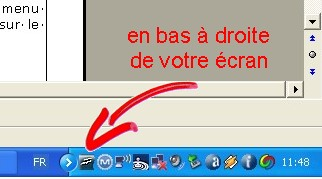 menu
sur le
en bas à droite
de votre écran
FR
11:48